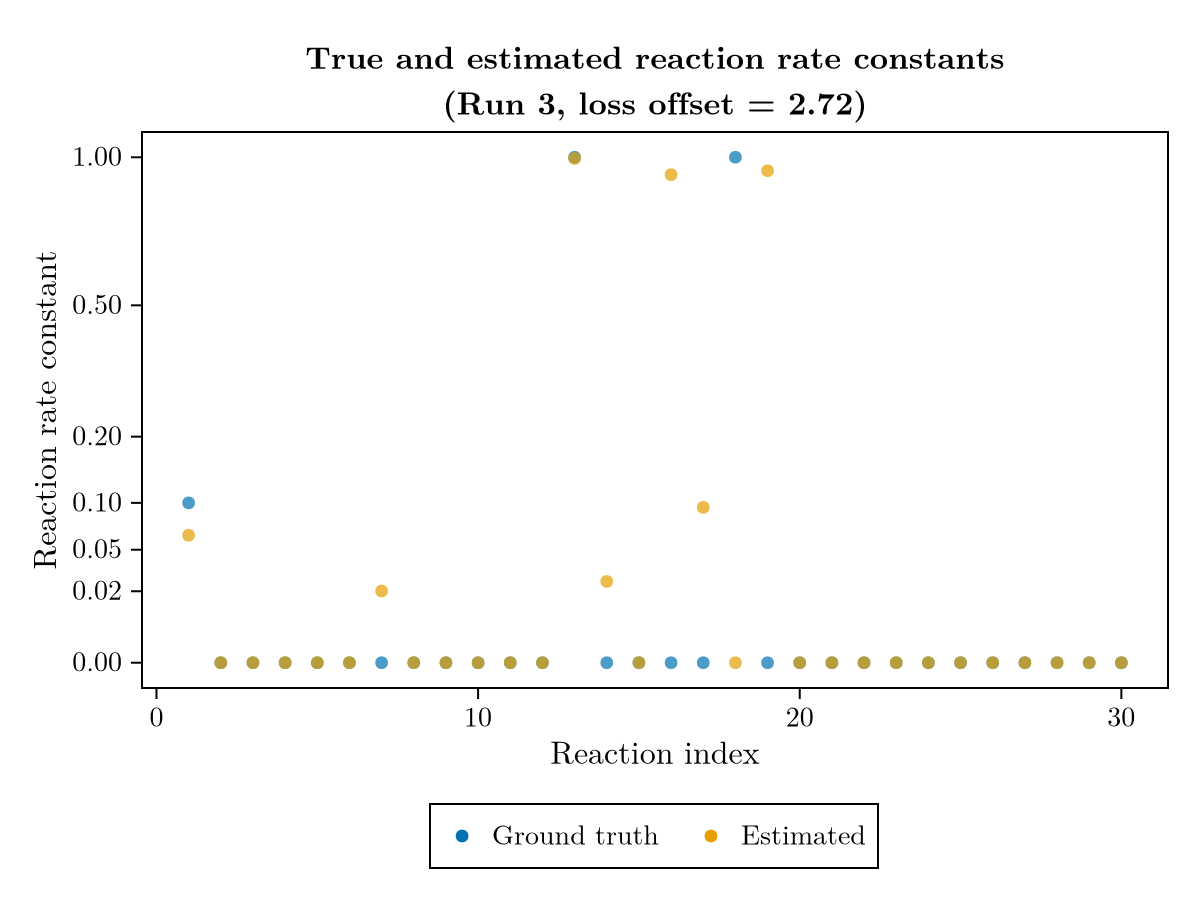 True and estimated reaction rate constants
(Run 3, loss offset = 2.72)
Reaction rate constant
1.00
0.50
0.20
0.10
0.05
0.02
0.00
0 10 20 30
Reaction index
Ground truth Estimated